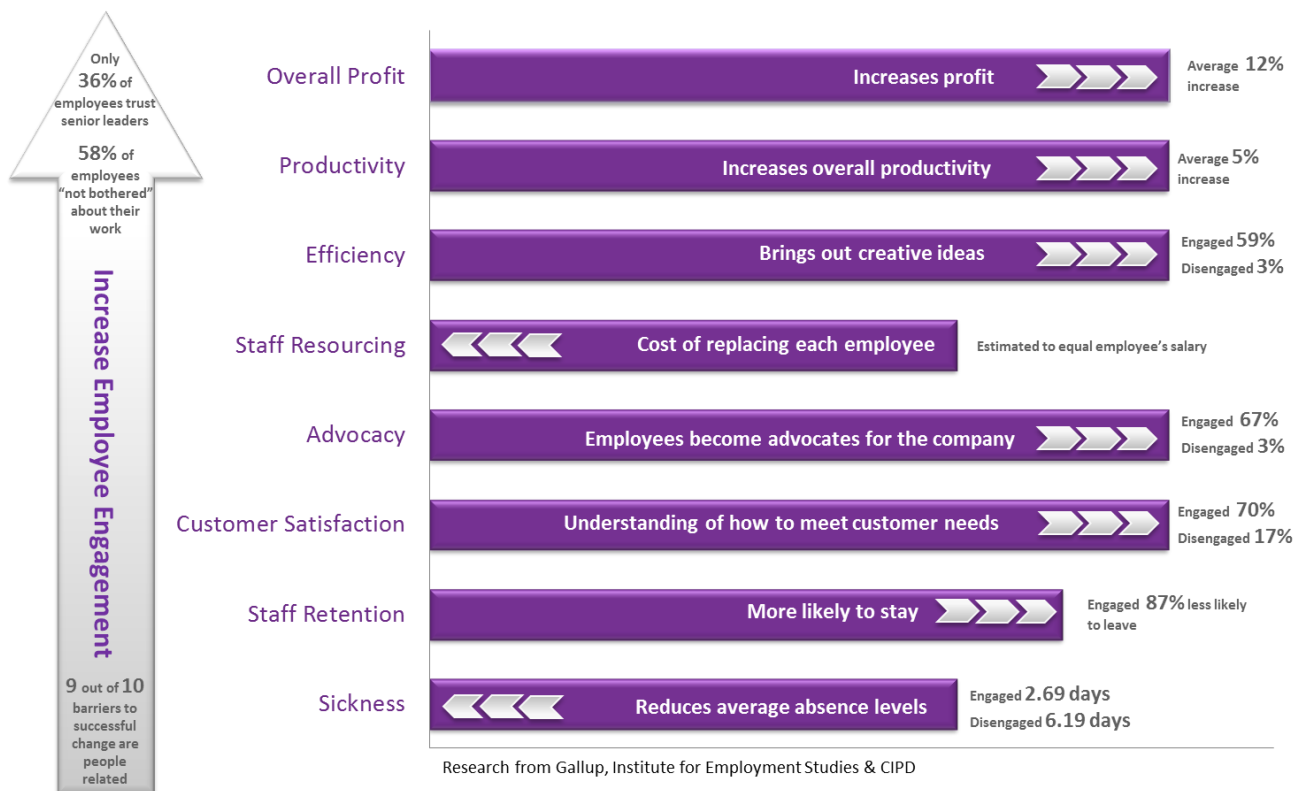 Only
36% of
employees trust
senior leaders
58% of
employees
“not bothered”
about their
work
Increase Employee Engagement
9 out of 10
barriers to
successful
change are
people
related
Overall Profit
Increases profit
Average 12%
increase
Productivity
Increases overall productivity
Average 5%
increase
Efficiency
Brings out creative ideas
Engaged 59%
Disengaged 3%
Staff Resourcing
Cost of replacing each employee
Estimated to equal employee’s salary
Advocacy
Employees become advocates for the company
Engaged 67%
Disengaged 3%
Customer Satisfaction
Understanding of how to meet customer needs
Engaged 70%
Disengaged 17%
Staff Retention
More likely to stay
Engaged 87% less likely
to leave
Sickness
Reduces average absence levels
Engaged 2.69 days
Disengaged 6.19 days
Research from Gallup, Institute for Employment Studies & CIPD